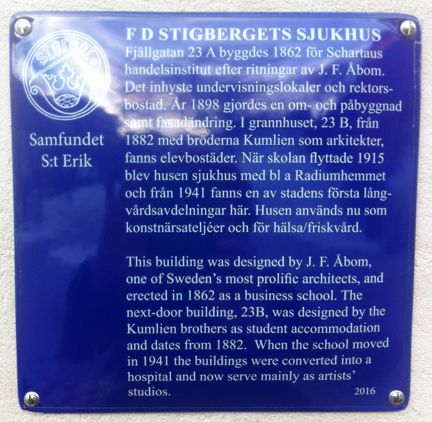 F D STIGBERGETS SJUKHUS
Fjällgatan 23 A byggdes 1862 för Schartaus
handelsinstitut efter ritningar av J. F. Åbom.
Det inhyste undervisningslokaler och rektors-
bostad. År 1898 gjordes en om- och påbyggnad
samt fasadändring. I grannhuset, 23 B, från
1882 med bröderna Kumlien som arkitekter,
fanns elevbostäder. När skolan flyttade 1915
blev husen sjukhus med bl a Radiumhemmet
och från 1941 fanns en av stadens första lång-
vårdsavdelningar här. Husen används nu som
konstnärsateljéer och för hälsa/friskvård.
This building was designed by J. F. Åbom,
one of Sweden's most prolific architects, and
erected in 1862 as a business school. The
next-door building, 23B, was designed by the
Kumlien brothers as student accommodation
and dates from 1882. When the school moved
in 1941 the buildings were converted into a
hospital and now serve mainly as artists'
studios. 2016
Samfundet
S:t Erik